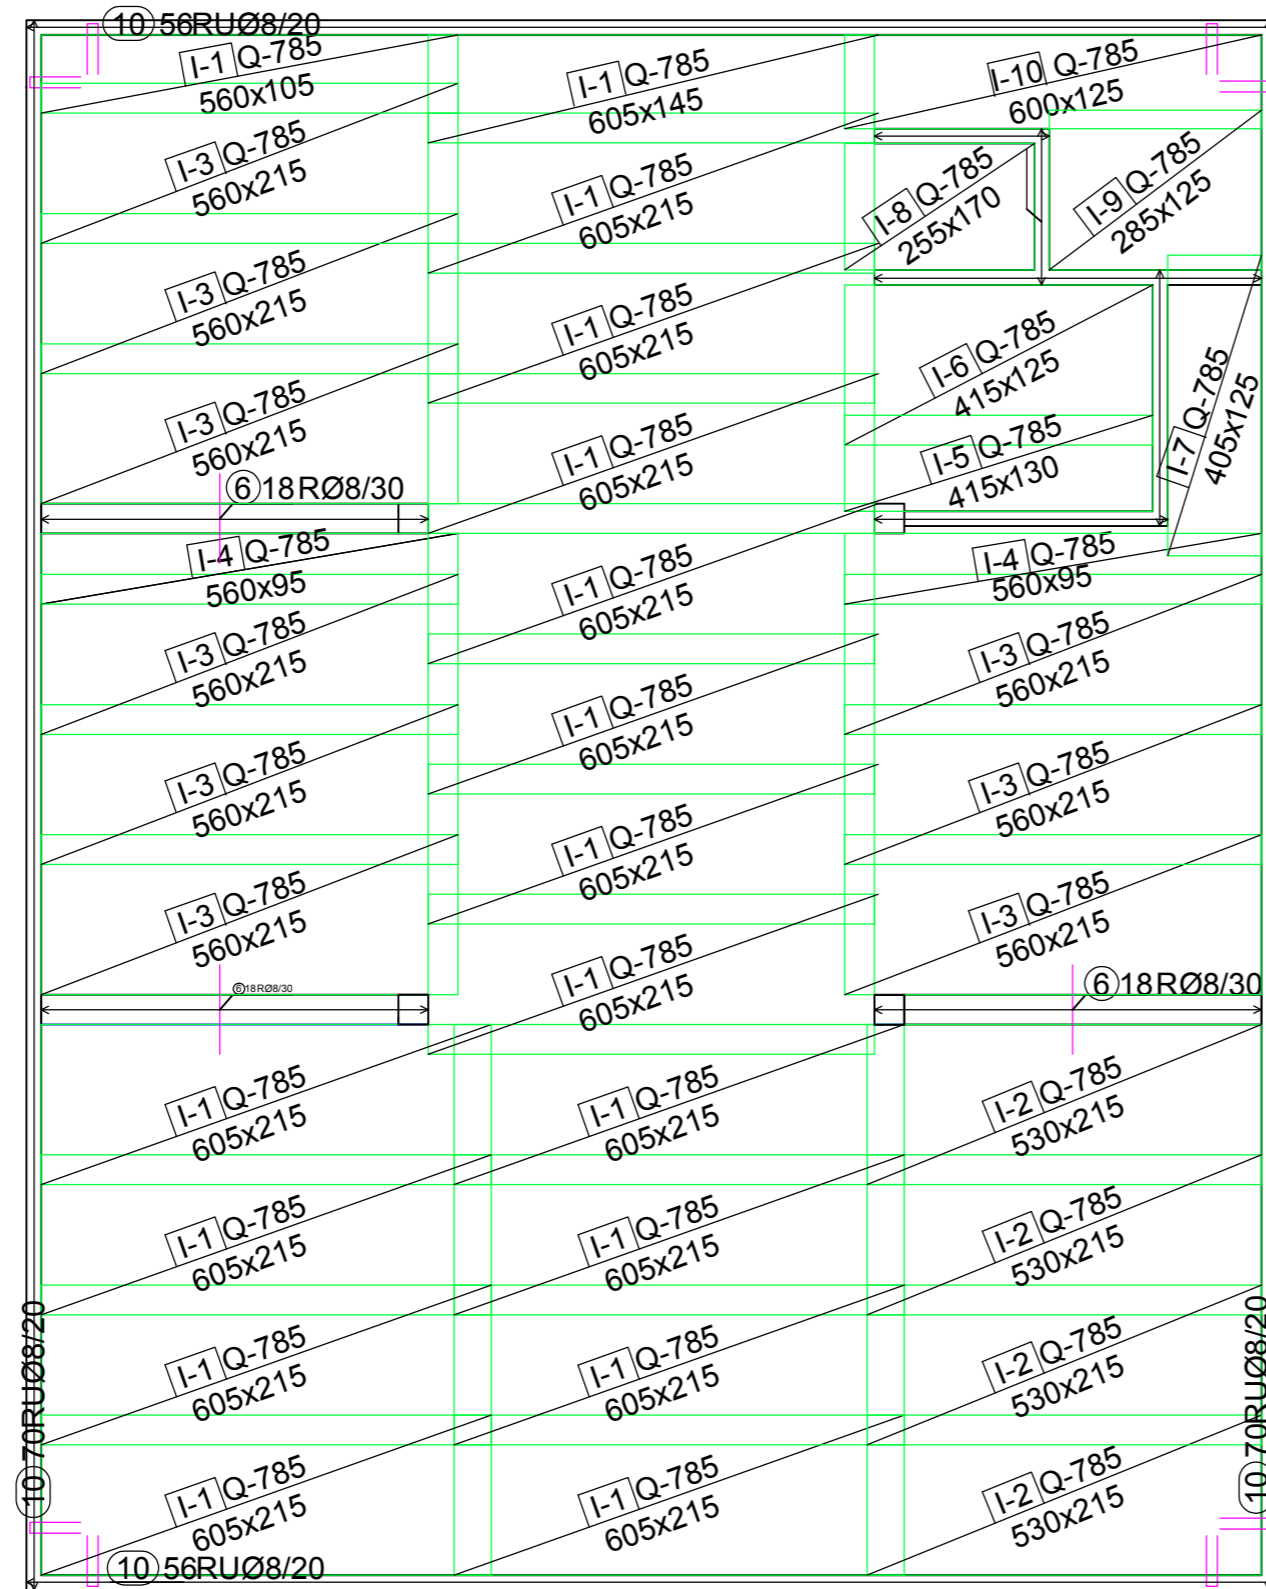 10 56RUØ8/20
I-1 Q-785
560x105
I-1 Q-785
605x145
I-10 Q-785
600x125
I-3 Q-785
560x215
I-1 Q-785
605x215
I-8 Q-785
255x170
I-9 Q-785
285x125
I-3 Q-785
560x215
I-1 Q-785
605x215
I-6 Q-785
415x125
I-7 Q-785
405x125
I-3 Q-785
560x215
I-1 Q-785
605x215
I-5 Q-785
415x130
6 18RØ8/30
I-4 Q-785
560x95
I-1 Q-785
605x215
I-4 Q-785
560x95
I-3 Q-785
560x215
I-1 Q-785
605x215
I-3 Q-785
560x215
I-3 Q-785
560x215
I-1 Q-785
605x215
I-3 Q-785
560x215
I-3 Q-785
560x215
I-1 Q-785
605x215
I-3 Q-785
560x215
6 18RØ8/30
6 18RØ8/30
I-1 Q-785
605x215
I-1 Q-785
605x215
I-2 Q-785
530x215
I-1 Q-785
605x215
I-1 Q-785
605x215
I-2 Q-785
530x215
10 70RUØ8/20
I-1 Q-785
605x215
I-1 Q-785
605x215
I-2 Q-785
530x215
10 70RUØ8/20
I-1 Q-785
605x215
I-1 Q-785
605x215
I-2 Q-785
530x215
10 56RUØ8/20